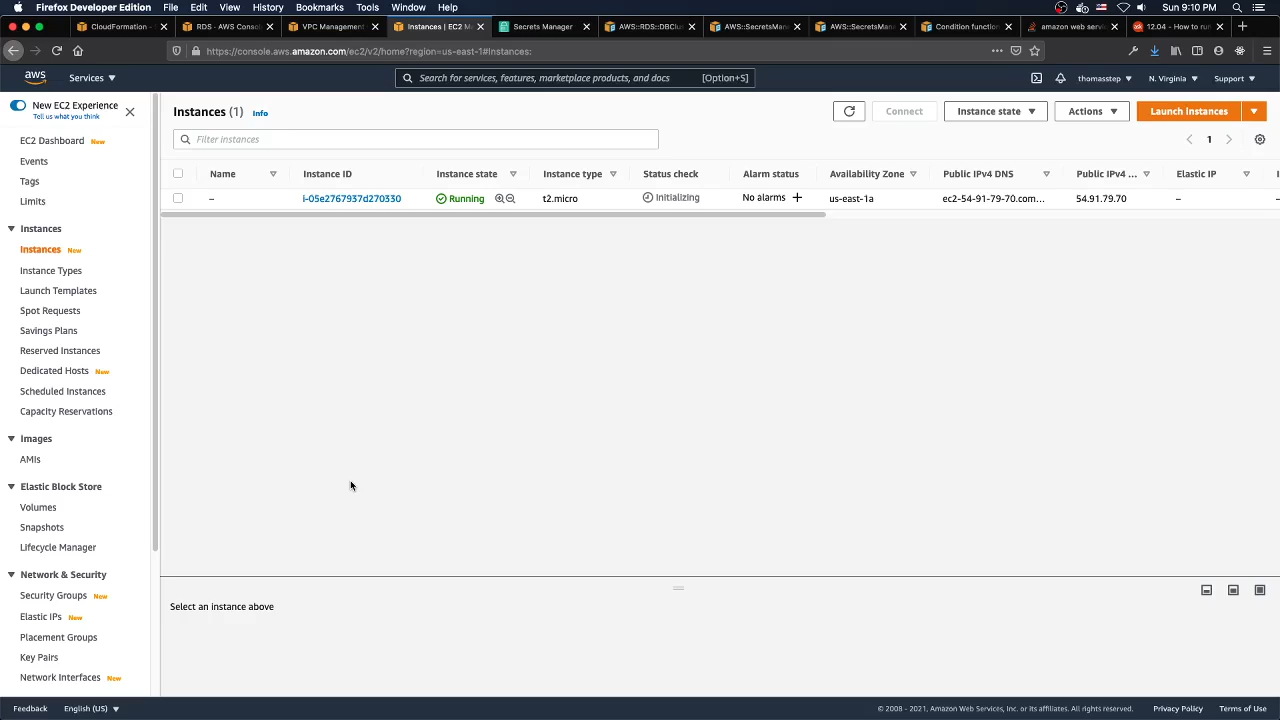 Firefox Developer Edition File Edit View History Bookmarks Tools Window Help Sun 9:10 PM
CloudFormation - RDS - AWS Conso VPC Management Instances | EC2 M Secrets Manager AWS::RDS::DBClus AWS::SecretsMan AWS::SecretsMan Condition function amazon web servi 12.04 - How to run
https://console.aws.amazon.com/ec2/v2/home?region=us-east-1#Instances:
aws Services Search for services, features, marketplace products, and docs [Option+S] thomasstep N. Virginia Support
New EC2 Experience
Tell us what you think
EC2 Dashboard New
Events
Tags
Limits
Instances
Instances New
Instance Types
Launch Templates
Spot Requests
Savings Plans
Reserved Instances
Dedicated Hosts New
Scheduled Instances
Capacity Reservations
Images
AMIs
Elastic Block Store
Volumes
Snapshots
Lifecycle Manager
Network & Security
Security Groups New
Elastic IPs New
Placement Groups
Key Pairs
Network Interfaces New
Instances (1) Info Connect Instance state Actions Launch instances
Filter instances 1
Name Instance ID Instance state Instance type Status check Alarm status Availability Zone Public IPv4 DNS Public IPv4 ... Elastic IP
– i-05e2767937d270330 Running t2.micro Initializing No alarms + us-east-1a ec2-54-91-79-70.com... 54.91.79.70 –
Select an instance above
Feedback English (US) © 2008 - 2021, Amazon Web Services, Inc. or its affiliates. All rights reserved. Privacy Policy Terms of Use